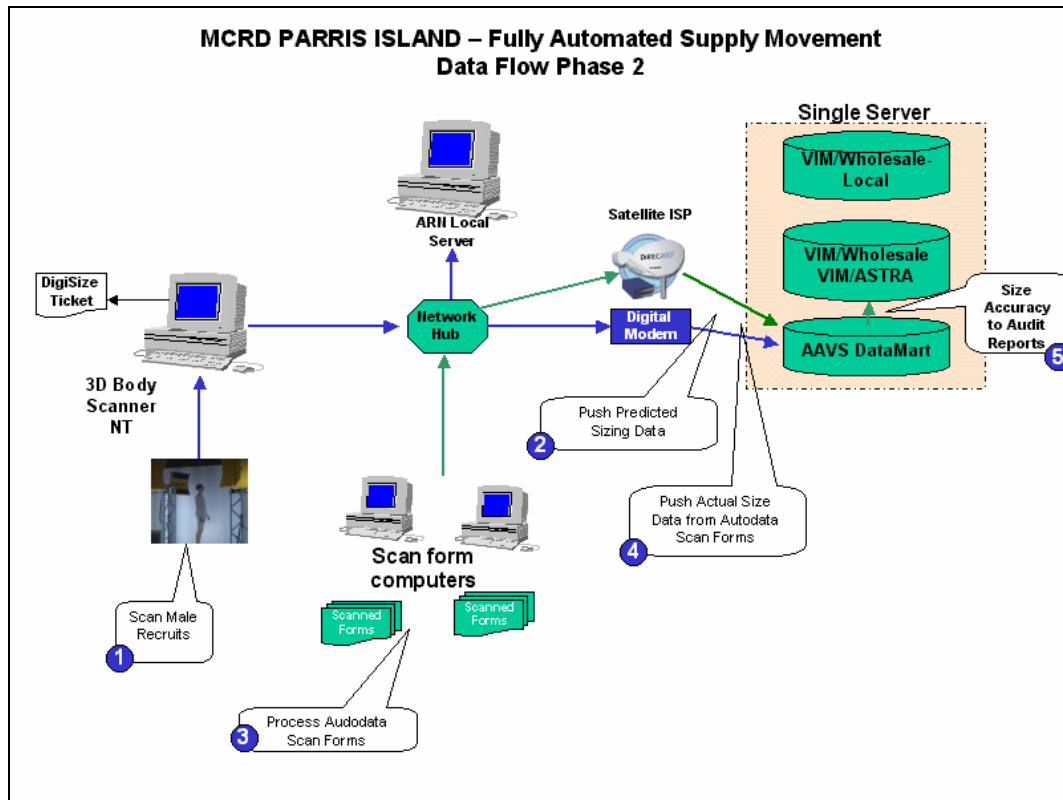 MCRD PARRIS ISLAND – Fully Automated Supply Movement
Data Flow Phase 2
Single Server
VIM/Wholesale-
Local
ARN Local
Server
Satellite ISP
DIRECWAY
VIM/Wholesale
VIM/ASTRA
DigiSize
Ticket
Network
Hub
Digital
Modem
AAVS DataMart
Size
Accuracy
to Audit
Reports
5
3D Body
Scanner
NT
Push Predicted
Sizing Data
2
Push Actual Size
Data from Autodata
Scan Forms
4
Scan form
computers
Scanned
Forms
Scanned
Forms
Scan Male
Recruits
1
Process Audodata
Scan Forms
3